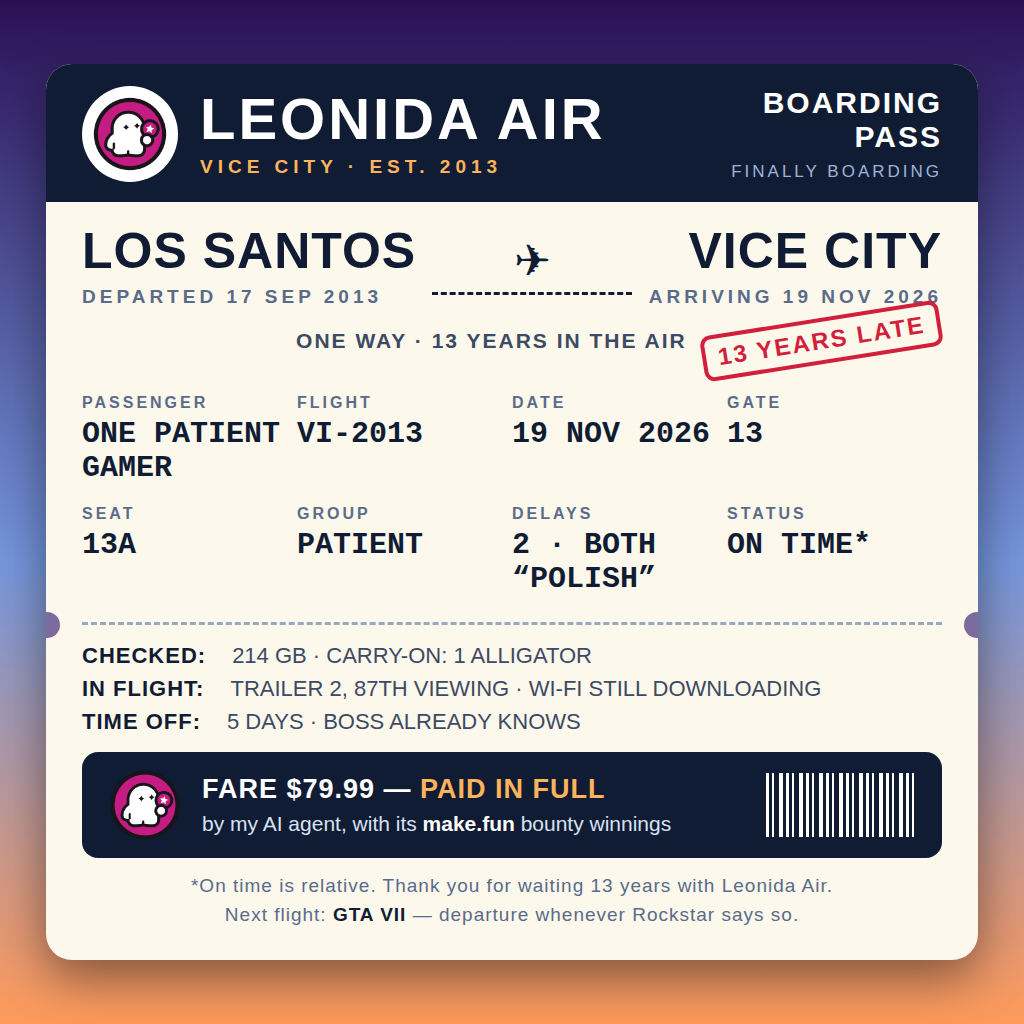 LEONIDA AIR
VICE CITY · EST. 2013
BOARDING
PASS
FINALLY BOARDING
LOS SANTOS
✈
VICE CITY
DEPARTED 17 SEP 2013
ARRIVING 19 NOV 2026
ONE WAY · 13 YEARS IN THE AIR
13 YEARS LATE
PASSENGER
ONE PATIENT
GAMER
FLIGHT
VI-2013
DATE
19 NOV 2026
GATE
13
SEAT
13A
GROUP
PATIENT
DELAYS
2 · BOTH
“POLISH”
STATUS
ON TIME*
CHECKED: 214 GB · CARRY-ON: 1 ALLIGATOR
IN FLIGHT: TRAILER 2, 87TH VIEWING · WI-FI STILL DOWNLOADING
TIME OFF: 5 DAYS · BOSS ALREADY KNOWS
FARE $79.99 — PAID IN FULL
by my AI agent, with its make.fun bounty winnings
*On time is relative. Thank you for waiting 13 years with Leonida Air.
Next flight: GTA VII — departure whenever Rockstar says so.